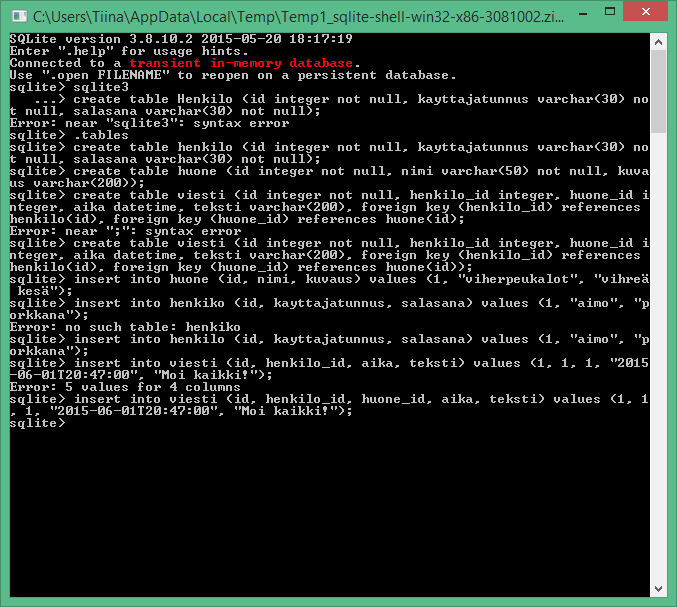 C:\Users\Tiina\AppData\Local\Temp\Temp1_sqlite-shell-win32-x86-3081002.zi...
SQLite version 3.8.10.2 2015-05-20 18:17:19
Enter ".help" for usage hints.
Connected to a transient in-memory database.
Use ".open FILENAME" to reopen on a persistent database.
sqlite> sqlite3
   ...> create table Henkilo (id integer not null, kayttajatunnus varchar(30) no
t null, salasana varchar(30) not null);
Error: near "sqlite3": syntax error
sqlite> .tables
sqlite> create table henkilo (id integer not null, kayttajatunnus varchar(30) no
t null, salasana varchar(30) not null);
sqlite> create table huone (id integer not null, nimi varchar(50) not null, kuva
us varchar(200));
sqlite> create table viesti (id integer not null, henkilo_id integer, huone_id i
nteger, aika datetime, teksti varchar(200), foreign key (henkilo_id) references
henkilo(id), foreign key (huone_id) references huone(id);
Error: near ";": syntax error
sqlite> create table viesti (id integer not null, henkilo_id integer, huone_id i
nteger, aika datetime, teksti varchar(200), foreign key (henkilo_id) references
henkilo(id), foreign key (huone_id) references huone(id));
sqlite> insert into huone (id, nimi, kuvaus) values (1, "viherpeukalot", "vihreä
 kesä");
sqlite> insert into henkiko (id, kayttajatunnus, salasana) values (1, "aimo", "p
orkkana");
Error: no such table: henkiko
sqlite> insert into henkilo (id, kayttajatunnus, salasana) values (1, "aimo", "p
orkkana");
sqlite> insert into viesti (id, henkilo_id, aika, teksti) values (1, 1, 1, "2015
-06-01T20:47:00", "Moi kaikki!");
Error: 5 values for 4 columns
sqlite> insert into viesti (id, henkilo_id, huone_id, aika, teksti) values (1, 1
, 1, "2015-06-01T20:47:00", "Moi kaikki!");
sqlite>